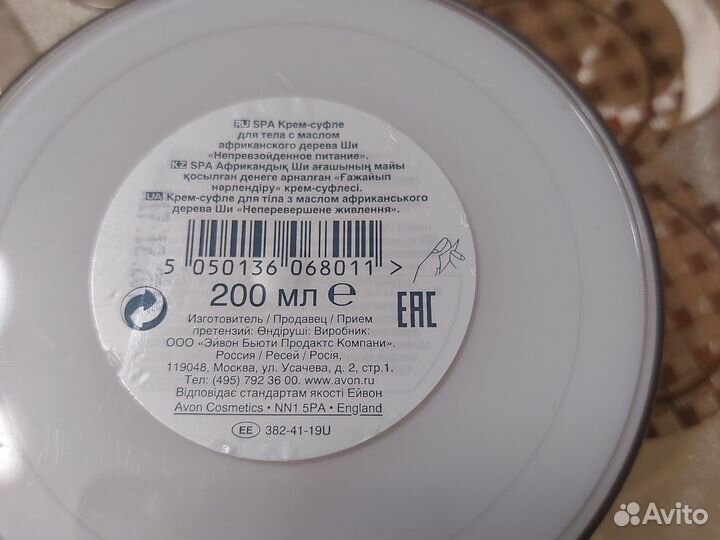 RU SPA Крем-суфле
для тела с маслом
африканского дерева Ши
«Непревзойденное питание».
KZ SPA Африкандық Ши ағашының майы
қосылған денеге арналған «Ғажайып
нәрлендіру» крем-суфлесі.
UA Крем-суфле для тіла з маслом африканського
дерева Ши «Неперевершене живлення».
5 050136 068011 >
200 мл ℮
EAC
Изготовитель / Продавец / Прием
претензий: Өндіруші: Виробник:
ООО «Эйвон Бьюти Продактс Компани».
Россия / Ресей / Росія,
119048, Москва, ул. Усачева, д. 2, стр.1.
Тел.: (495) 792 36 00. www.avon.ru
Відповідає стандартам якості Ейвон
Avon Cosmetics • NN1 5PA • England
EE 382-41-19U
Avito